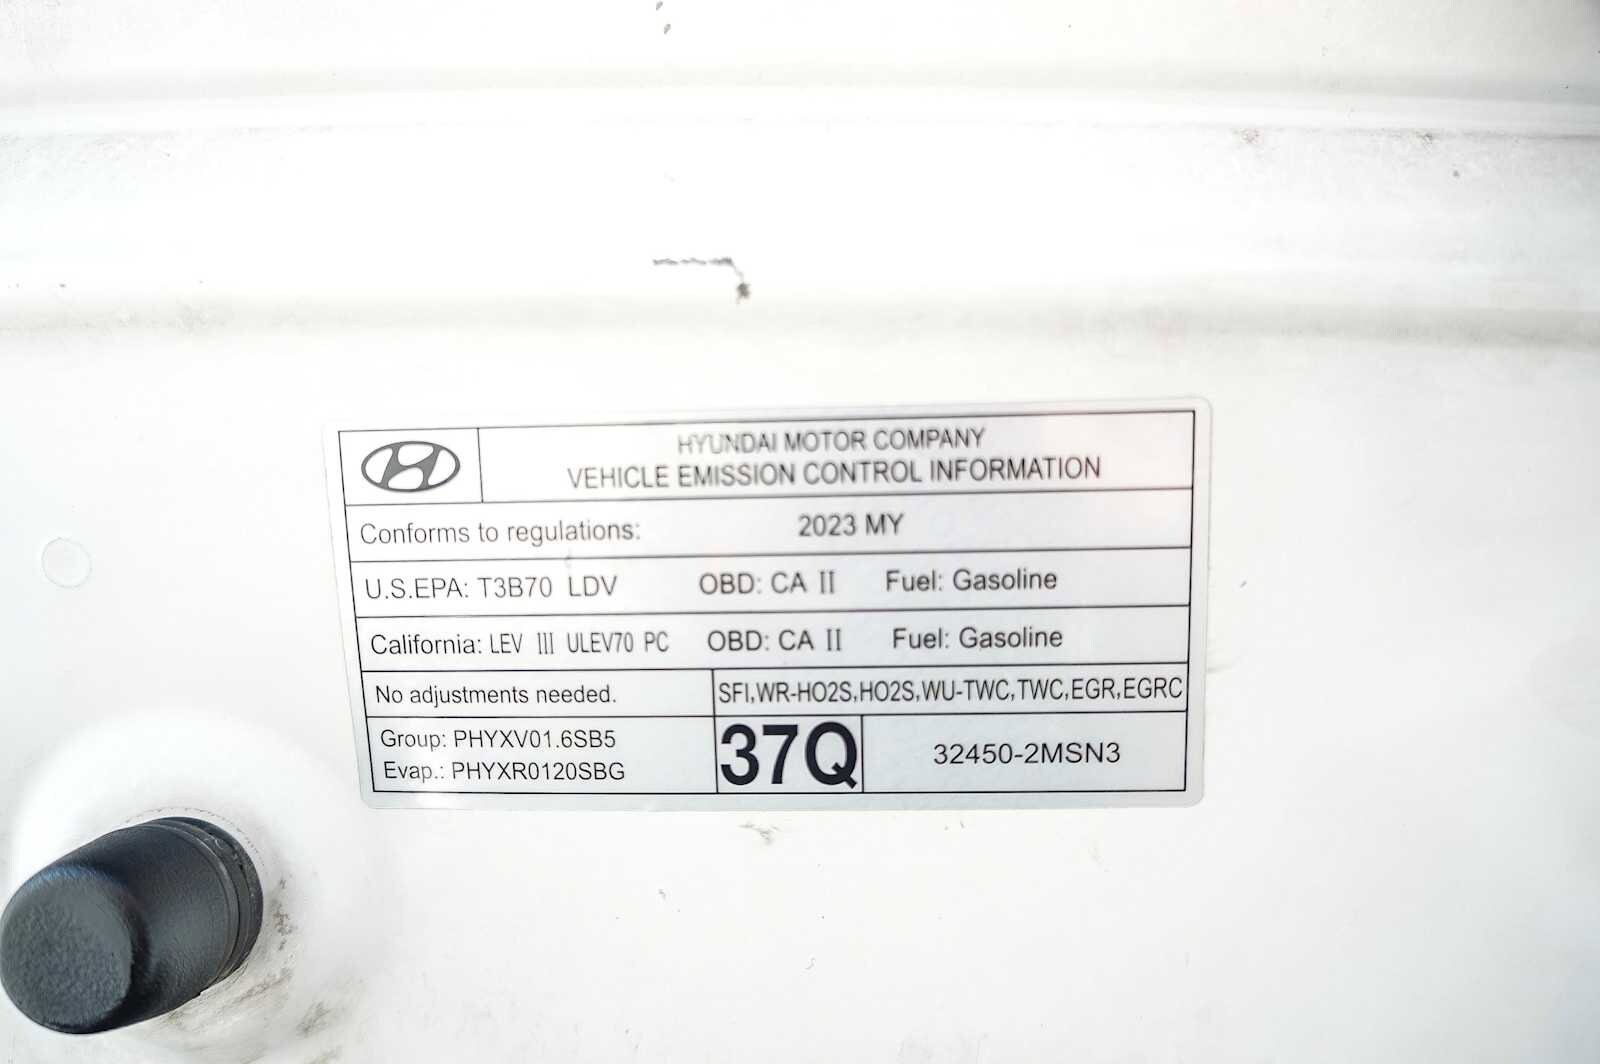 HYUNDAI MOTOR COMPANY
VEHICLE EMISSION CONTROL INFORMATION
Conforms to regulations: 2023 MY
U.S.EPA: T3B70 LDV OBD: CA II Fuel: Gasoline
California: LEV III ULEV70 PC OBD: CA II Fuel: Gasoline
No adjustments needed. SFI,WR-HO2S,HO2S,WU-TWC,TWC,EGR,EGRC
Group: PHYXV01.6SB5
Evap.: PHYXR0120SBG
37Q
32450-2MSN3